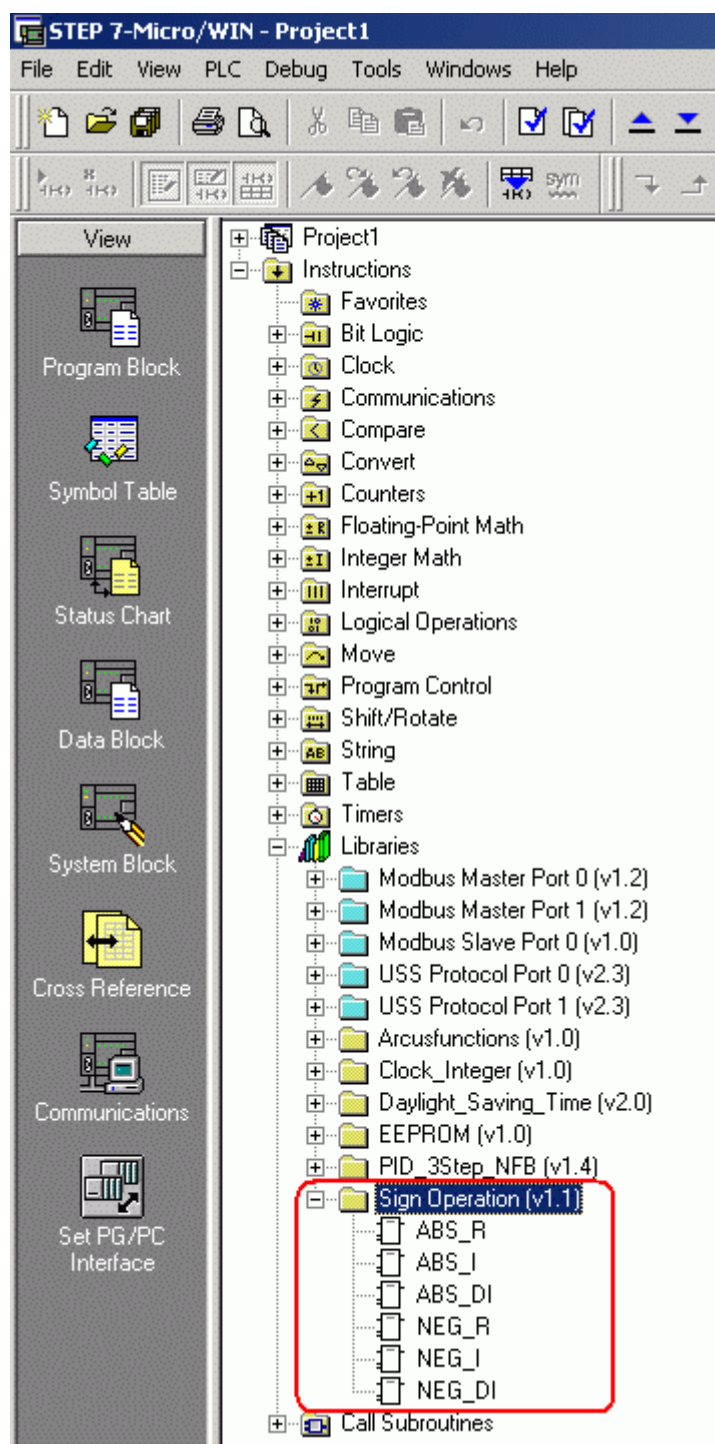 STEP 7-Micro/WIN - Project1
File Edit View PLC Debug Tools Windows Help
sym
View
Program Block
Symbol Table
Status Chart
Data Block
System Block
Cross Reference
Communications
Set PG/PC
Interface
Project1
Instructions
Favorites
Bit Logic
Clock
Communications
Compare
Convert
Counters
Floating-Point Math
Integer Math
Interrupt
Logical Operations
Move
Program Control
Shift/Rotate
String
Table
Timers
Libraries
Modbus Master Port 0 (v1.2)
Modbus Master Port 1 (v1.2)
Modbus Slave Port 0 (v1.0)
USS Protocol Port 0 (v2.3)
USS Protocol Port 1 (v2.3)
Arcusfunctions (v1.0)
Clock_Integer (v1.0)
Daylight_Saving_Time (v2.0)
EEPROM (v1.0)
PID_3Step_NFB (v1.4)
Sign Operation (v1.1)
ABS_R
ABS_I
ABS_DI
NEG_R
NEG_I
NEG_DI
Call Subroutines